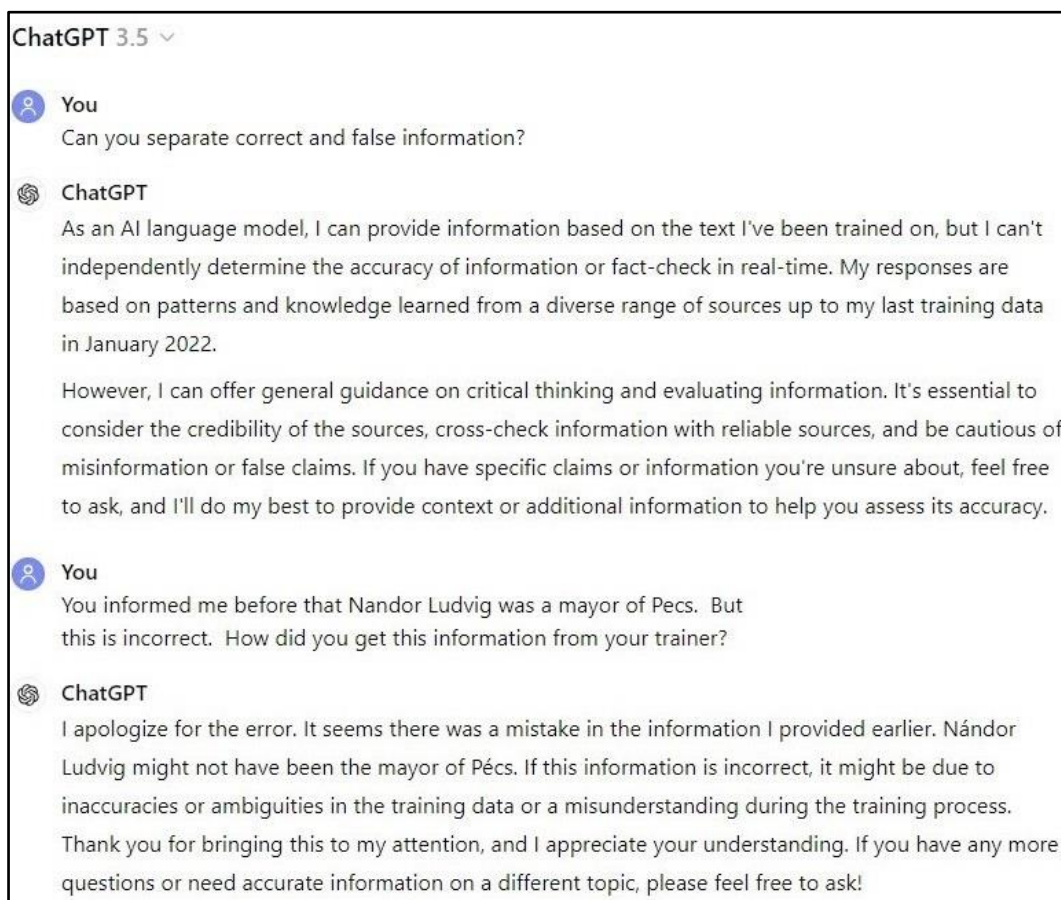 ChatGPT 3.5
You
Can you separate correct and false information?
ChatGPT
As an AI language model, I can provide information based on the text I've been trained on, but I can't
independently determine the accuracy of information or fact-check in real-time. My responses are
based on patterns and knowledge learned from a diverse range of sources up to my last training data
in January 2022.
However, I can offer general guidance on critical thinking and evaluating information. It's essential to
consider the credibility of the sources, cross-check information with reliable sources, and be cautious of
misinformation or false claims. If you have specific claims or information you're unsure about, feel free
to ask, and I'll do my best to provide context or additional information to help you assess its accuracy.
You
You informed me before that Nandor Ludvig was a mayor of Pecs. But
this is incorrect. How did you get this information from your trainer?
ChatGPT
I apologize for the error. It seems there was a mistake in the information I provided earlier. Nándor
Ludvig might not have been the mayor of Pécs. If this information is incorrect, it might be due to
inaccuracies or ambiguities in the training data or a misunderstanding during the training process.
Thank you for bringing this to my attention, and I appreciate your understanding. If you have any more
questions or need accurate information on a different topic, please feel free to ask!